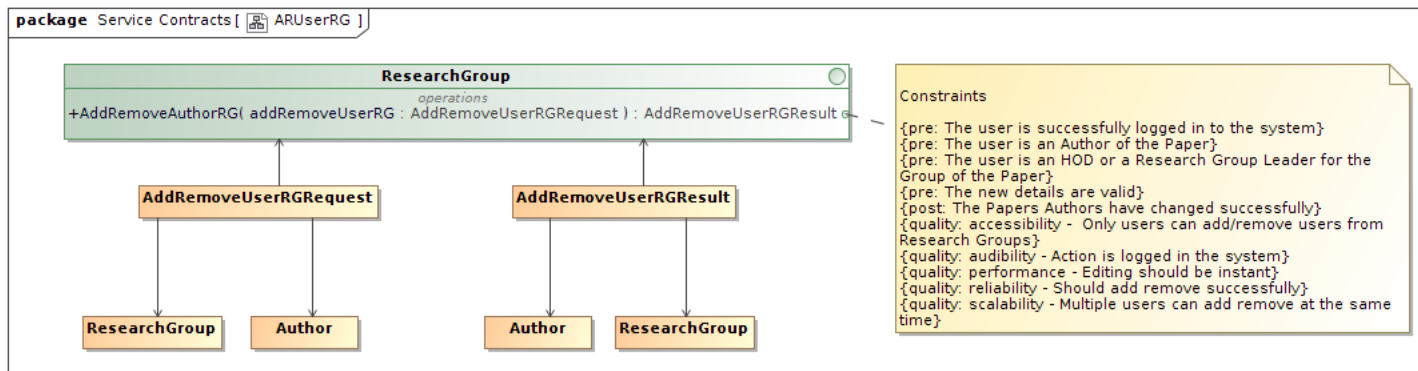 package Service Contracts [ ARUserRG ]
ResearchGroup
operations
+AddRemoveAuthorRG( addRemoveUserRG : AddRemoveUserRGRequest ) : AddRemoveUserRGResult
AddRemoveUserRGRequest
AddRemoveUserRGResult
ResearchGroup
Author
Author
ResearchGroup
Constraints
{pre: The user is successfully logged in to the system}
{pre: The user is an Author of the Paper}
{pre: The user is an HOD or a Research Group Leader for the
Group of the Paper}
{pre: The new details are valid}
{post: The Papers Authors have changed successfully}
{quality: accessibility - Only users can add/remove users from
Research Groups}
{quality: audibility - Action is logged in the system}
{quality: performance - Editing should be instant}
{quality: reliability - Should add remove successfully}
{quality: scalability - Multiple users can add remove at the same
time}